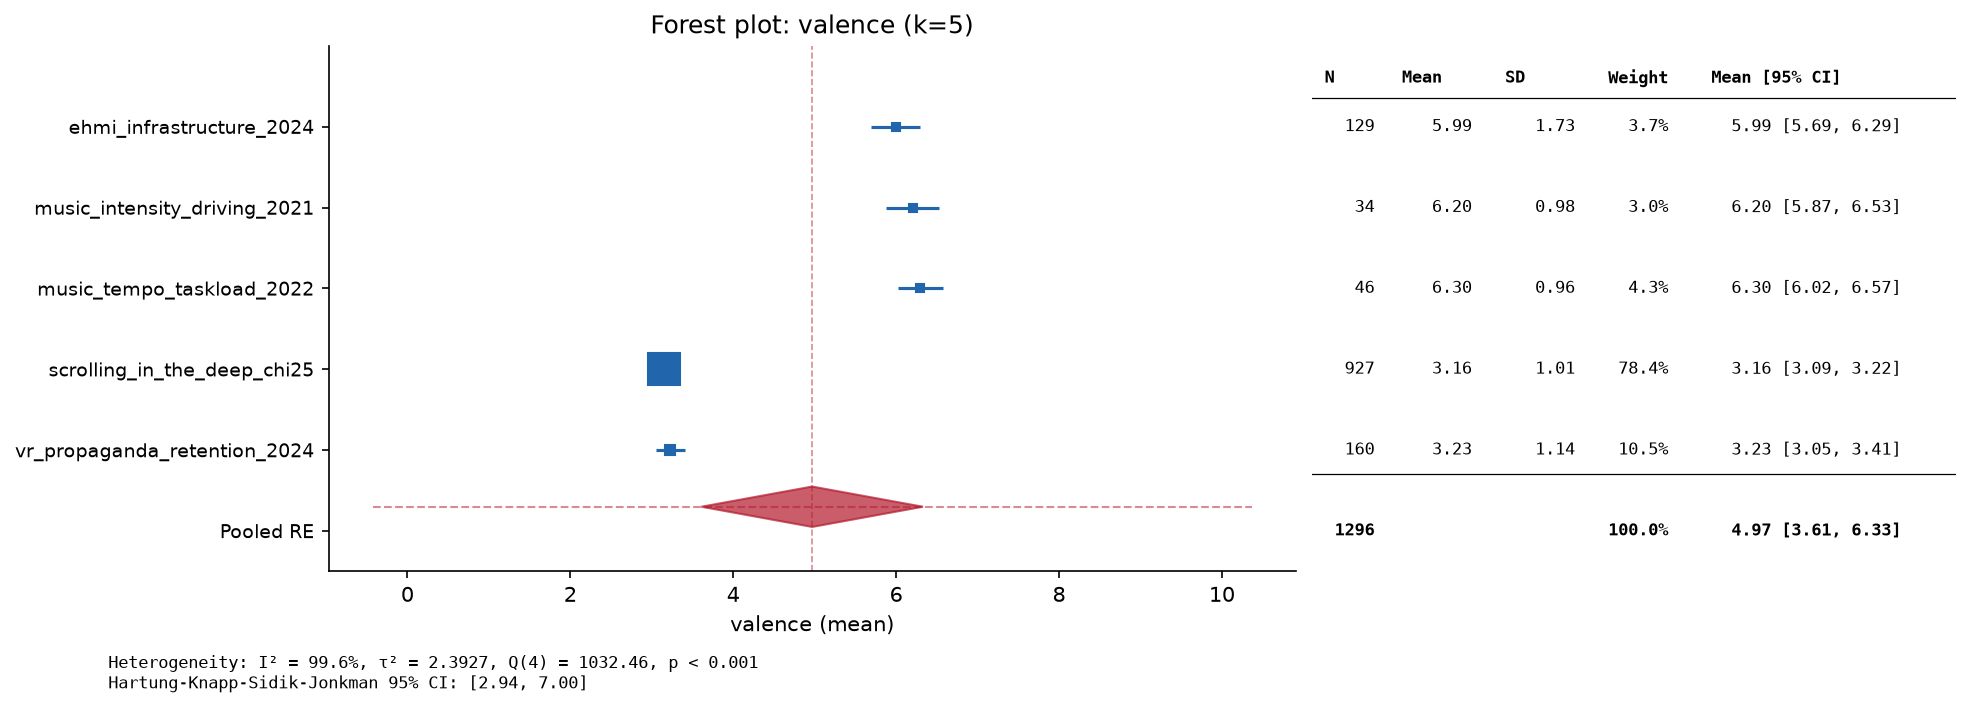 Forest plot: valence (k=5)
N Mean SD Weight Mean [95% CI]
ehmi_infrastructure_2024 129 5.99 1.73 3.7% 5.99 [5.69, 6.29]
music_intensity_driving_2021 34 6.20 0.98 3.0% 6.20 [5.87, 6.53]
music_tempo_taskload_2022 46 6.30 0.96 4.3% 6.30 [6.02, 6.57]
scrolling_in_the_deep_chi25 927 3.16 1.01 78.4% 3.16 [3.09, 3.22]
vr_propaganda_retention_2024 160 3.23 1.14 10.5% 3.23 [3.05, 3.41]
Pooled RE 1296 100.0% 4.97 [3.61, 6.33]
0 2 4 6 8 10
valence (mean)
Heterogeneity: I² = 99.6%, τ² = 2.3927, Q(4) = 1032.46, p < 0.001
Hartung-Knapp-Sidik-Jonkman 95% CI: [2.94, 7.00]